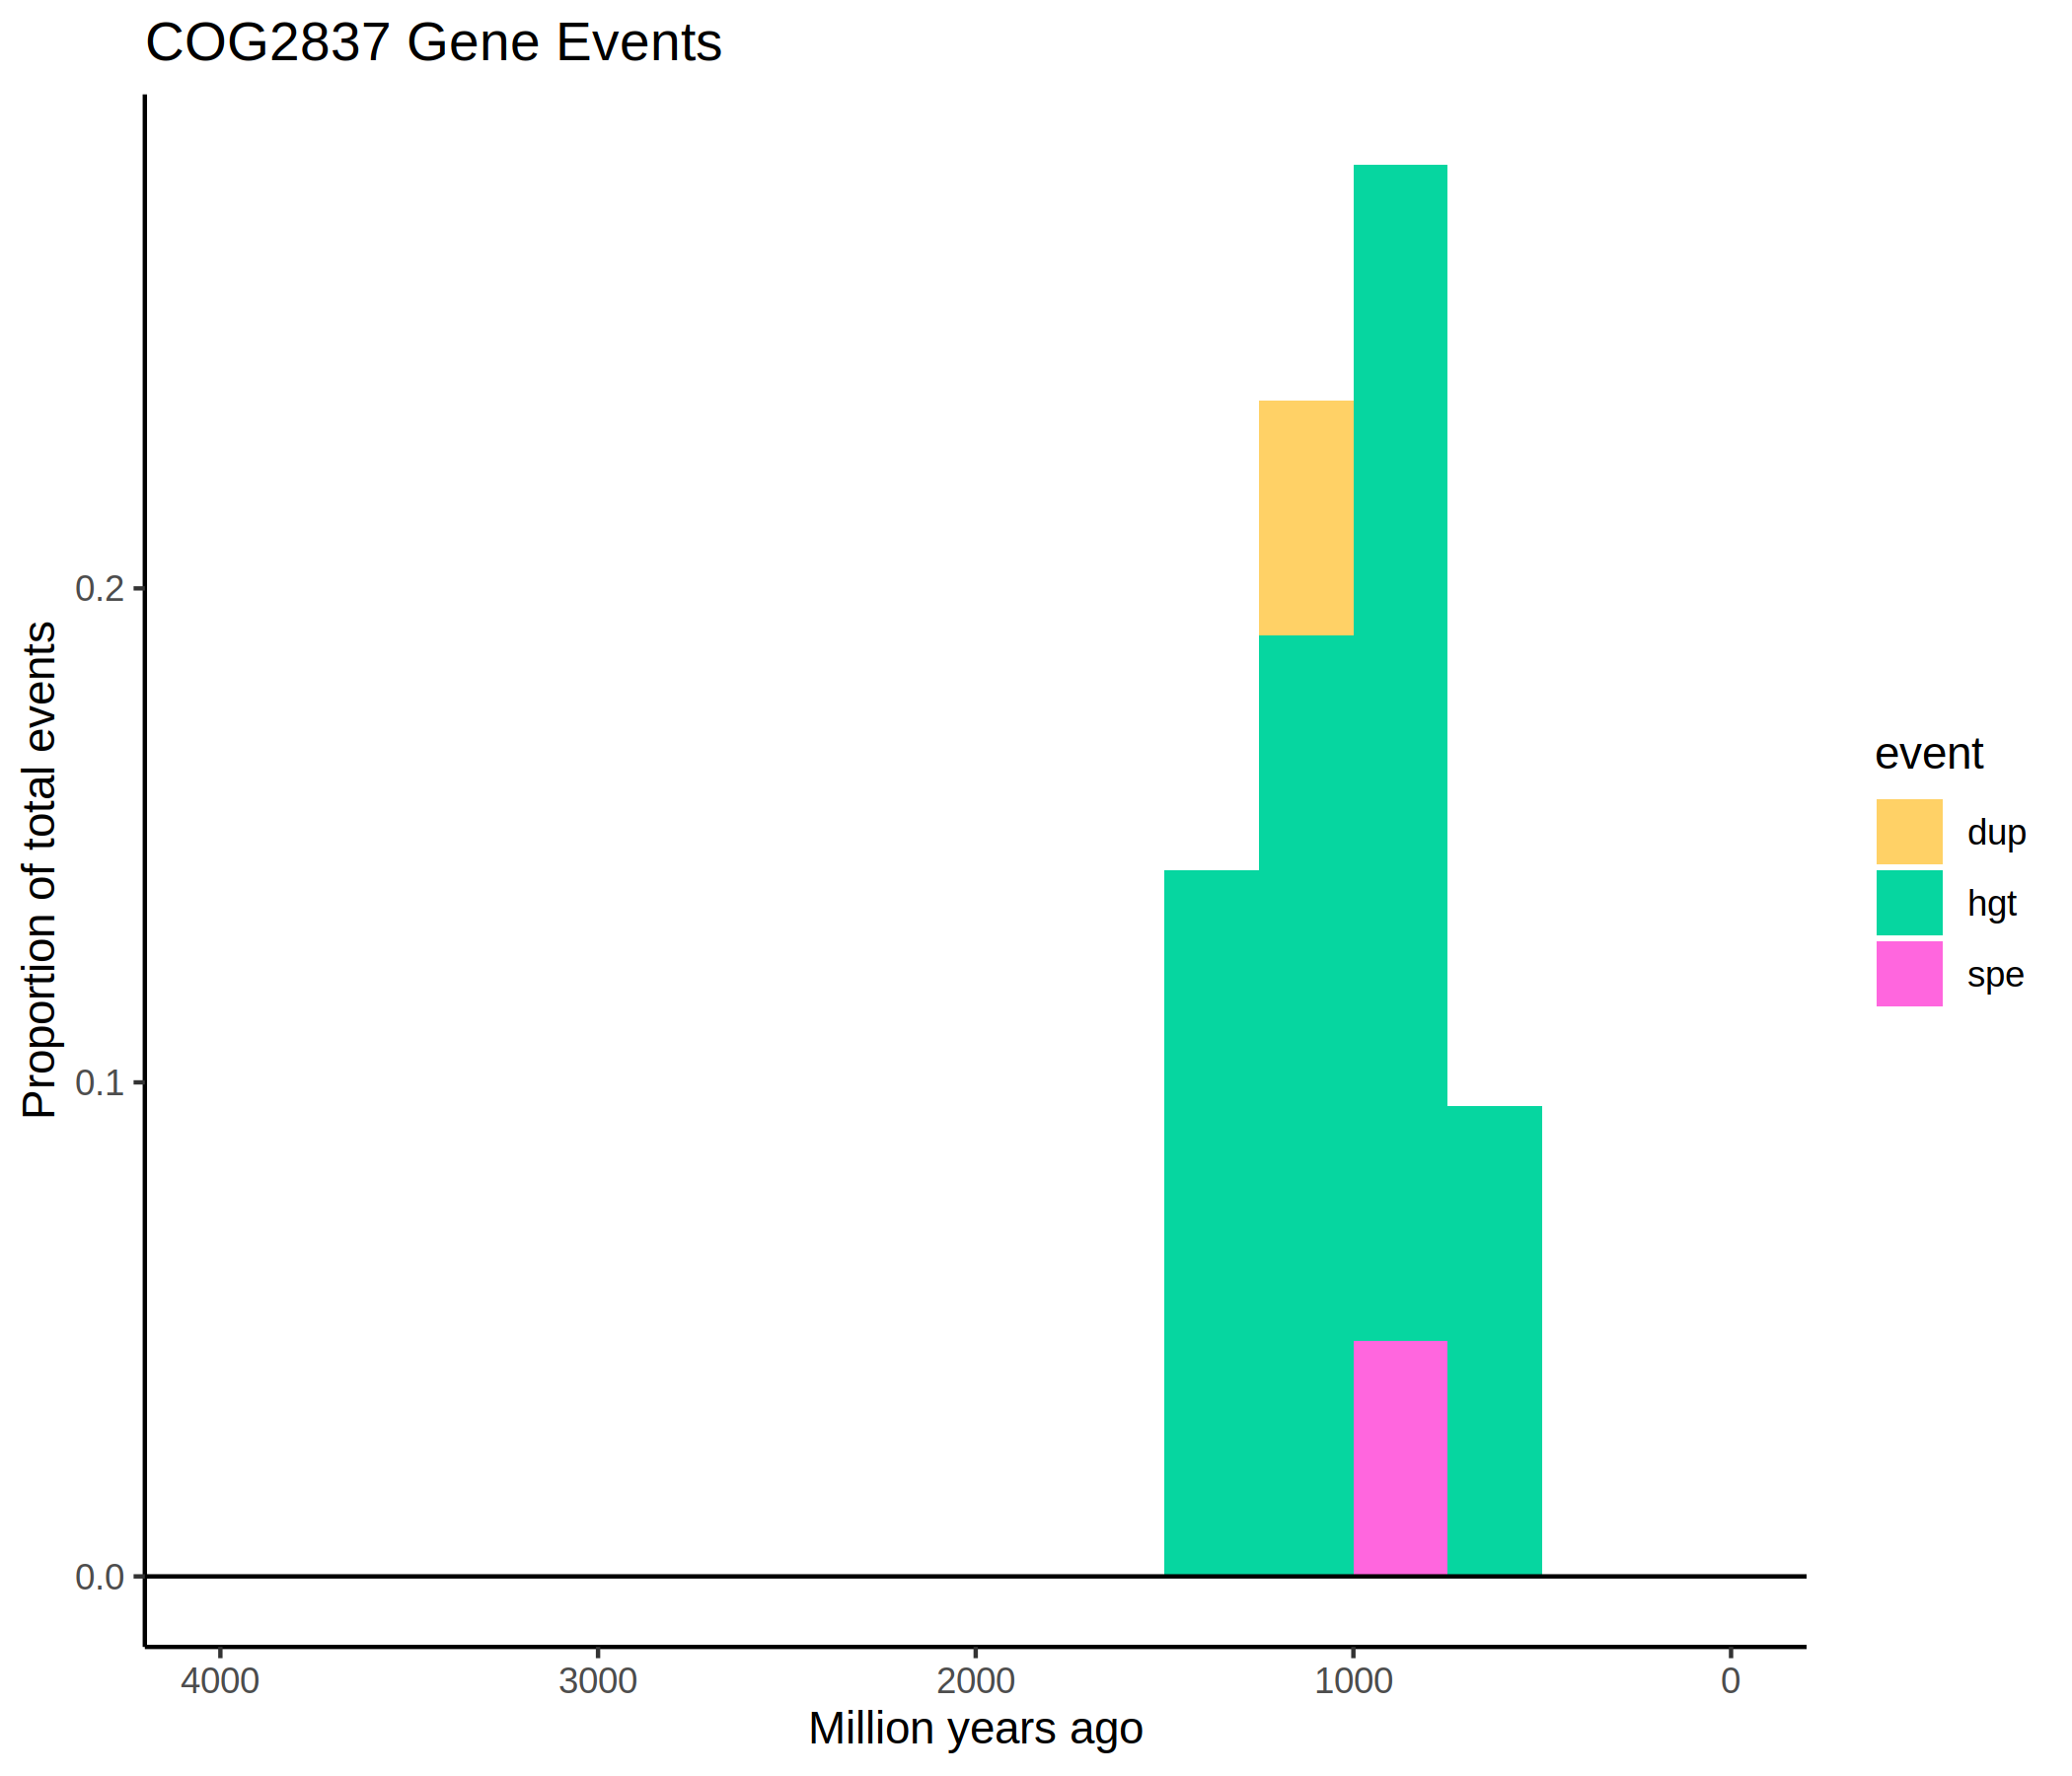 COG2837 Gene Events
Proportion of total events
0.2
0.1
0.0
4000
3000
2000
1000
0
Million years ago
event
dup
hgt
spe